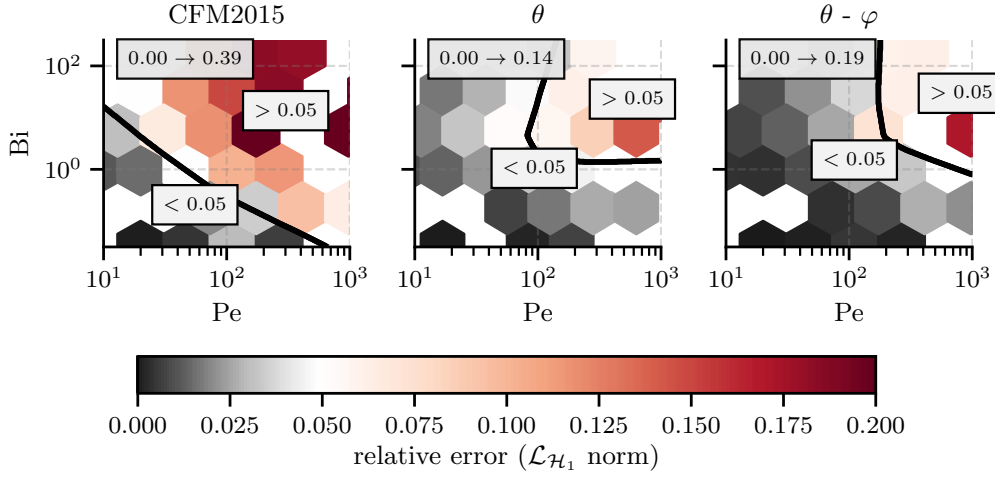 CFM2015
θ
θ - φ
10²
10⁰
Bi
0.00 → 0.39
> 0.05
< 0.05
0.00 → 0.14
> 0.05
< 0.05
0.00 → 0.19
> 0.05
< 0.05
10¹ 10² 10³
10¹ 10² 10³
10¹ 10² 10³
Pe
Pe
Pe
0.000 0.025 0.050 0.075 0.100 0.125 0.150 0.175 0.200
relative error (ℒ_ℋ₁ norm)